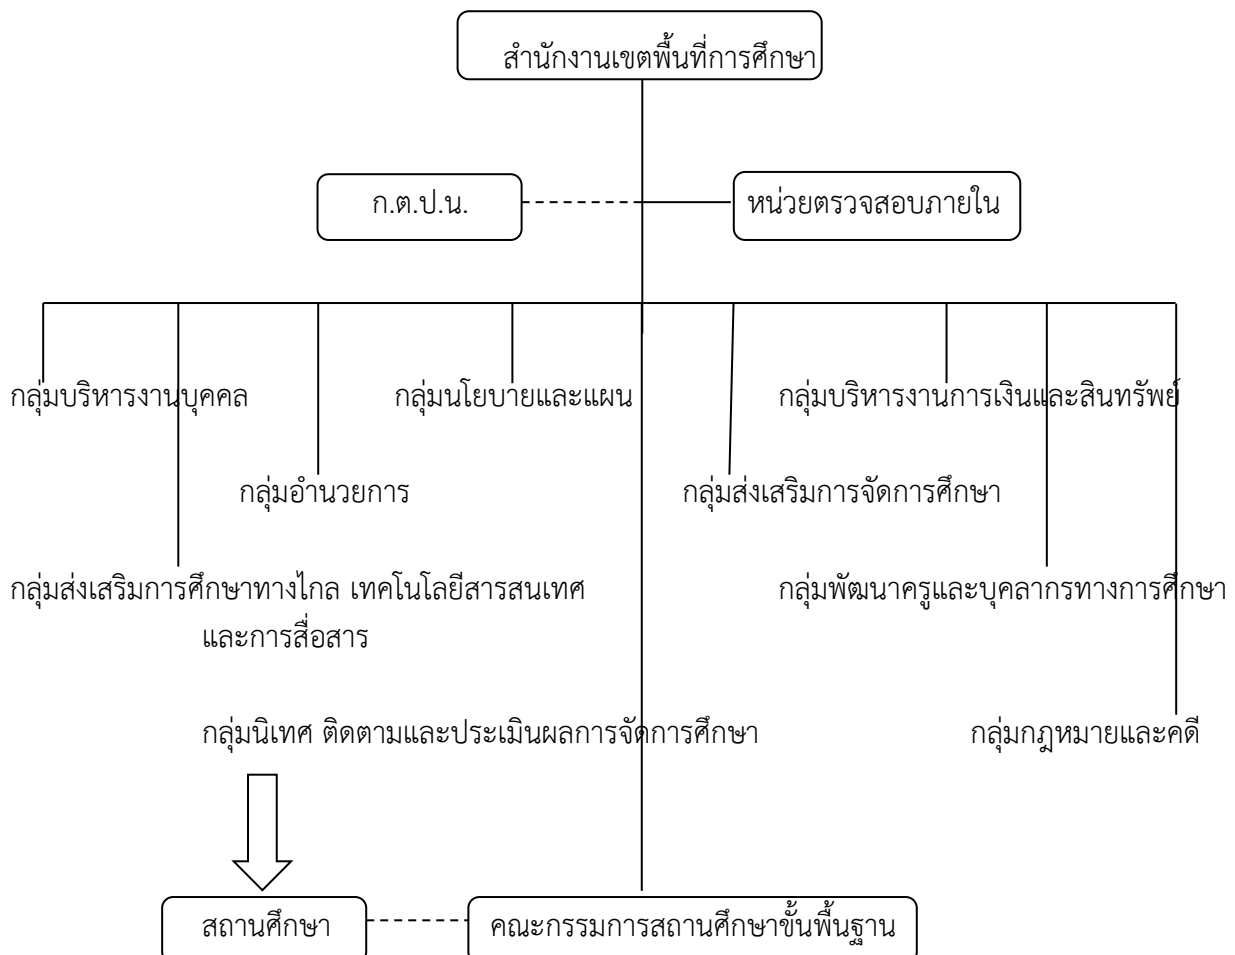 สำนักงานเขตพื้นที่การศึกษา
ก.ต.ป.น.
หน่วยตรวจสอบภายใน
กลุ่มบริหารงานบุคคล
กลุ่มนโยบายและแผน
กลุ่มบริหารงานการเงินและสินทรัพย์
กลุ่มอำนวยการ
กลุ่มส่งเสริมการจัดการศึกษา
กลุ่มส่งเสริมการศึกษาทางไกล เทคโนโลยีสารสนเทศ
และการสื่อสาร
กลุ่มพัฒนาครูและบุคลากรทางการศึกษา
กลุ่มนิเทศ ติดตามและประเมินผลการจัดการศึกษา
กลุ่มกฎหมายและคดี
สถานศึกษา
คณะกรรมการสถานศึกษาขั้นพื้นฐาน